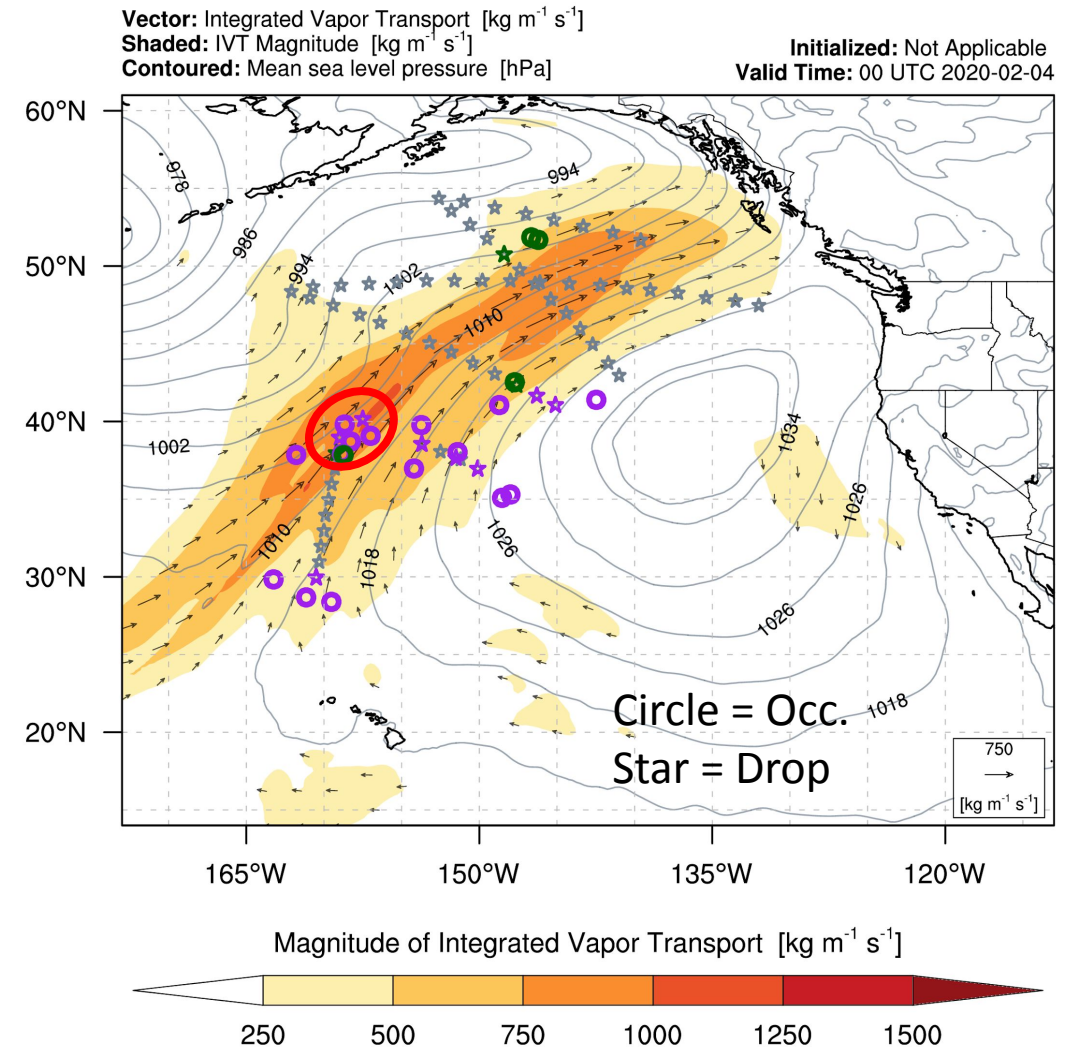 Vector: Integrated Vapor Transport [kg m⁻¹ s⁻¹]
Shaded: IVT Magnitude [kg m⁻¹ s⁻¹]
Contoured: Mean sea level pressure [hPa]
Initialized: Not Applicable
Valid Time: 00 UTC 2020-02-04
60°N
50°N
40°N
30°N
20°N
978
986
994
994
1002
1010
1002
1010
1018
1026
1034
1026
1026
1018
Circle = Occ.
Star = Drop
750
[kg m⁻¹ s⁻¹]
165°W 150°W 135°W 120°W
Magnitude of Integrated Vapor Transport [kg m⁻¹ s⁻¹]
250 500 750 1000 1250 1500